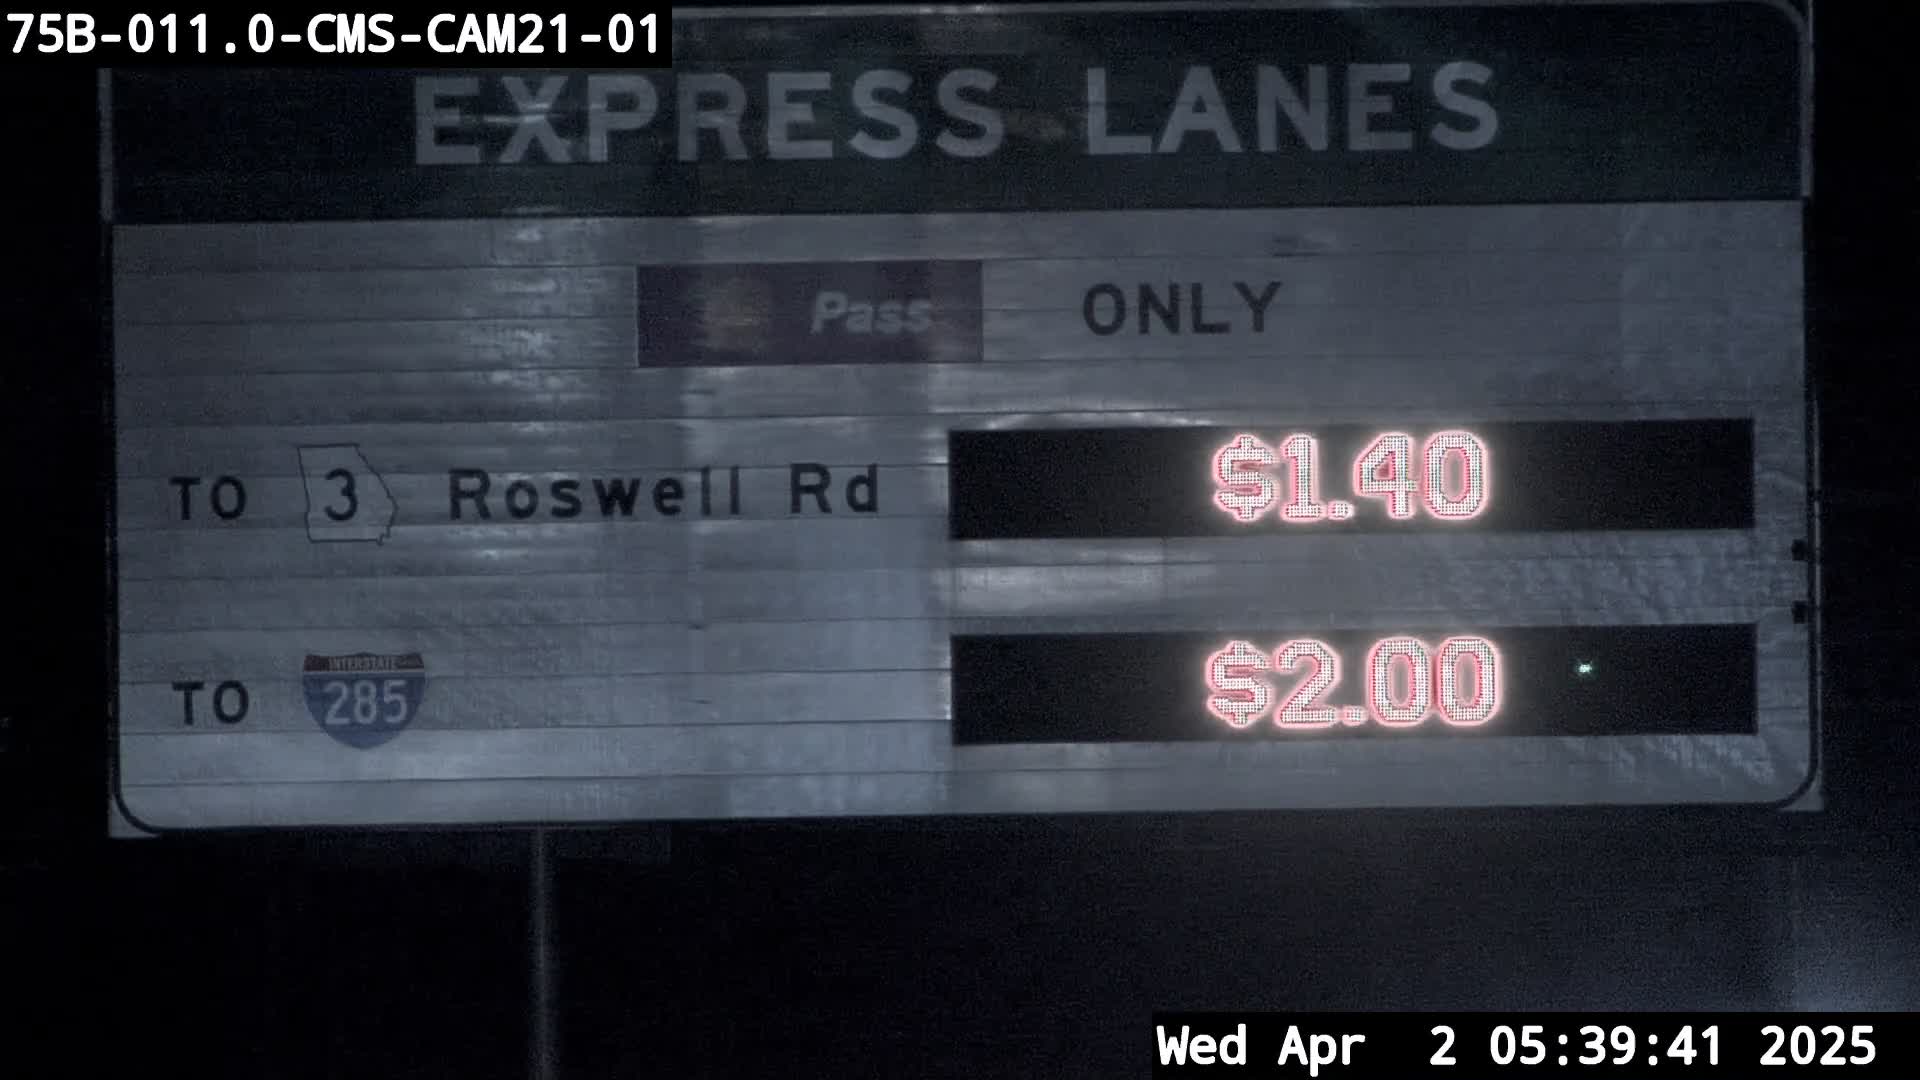 75B-011.0-CMS-CAM21-01
EXPRESS LANES
Pass ONLY
TO 3 Roswell Rd $1.40
INTERSTATE
TO 285 $2.00
Wed Apr 2 05:39:41 2025